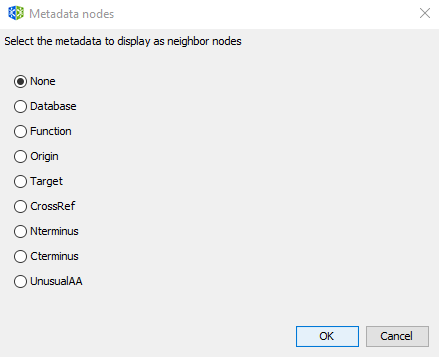 Metadata nodes
Select the metadata to display as neighbor nodes
None
Database
Function
Origin
Target
CrossRef
Nterminus
Cterminus
UnusualAA
OK Cancel